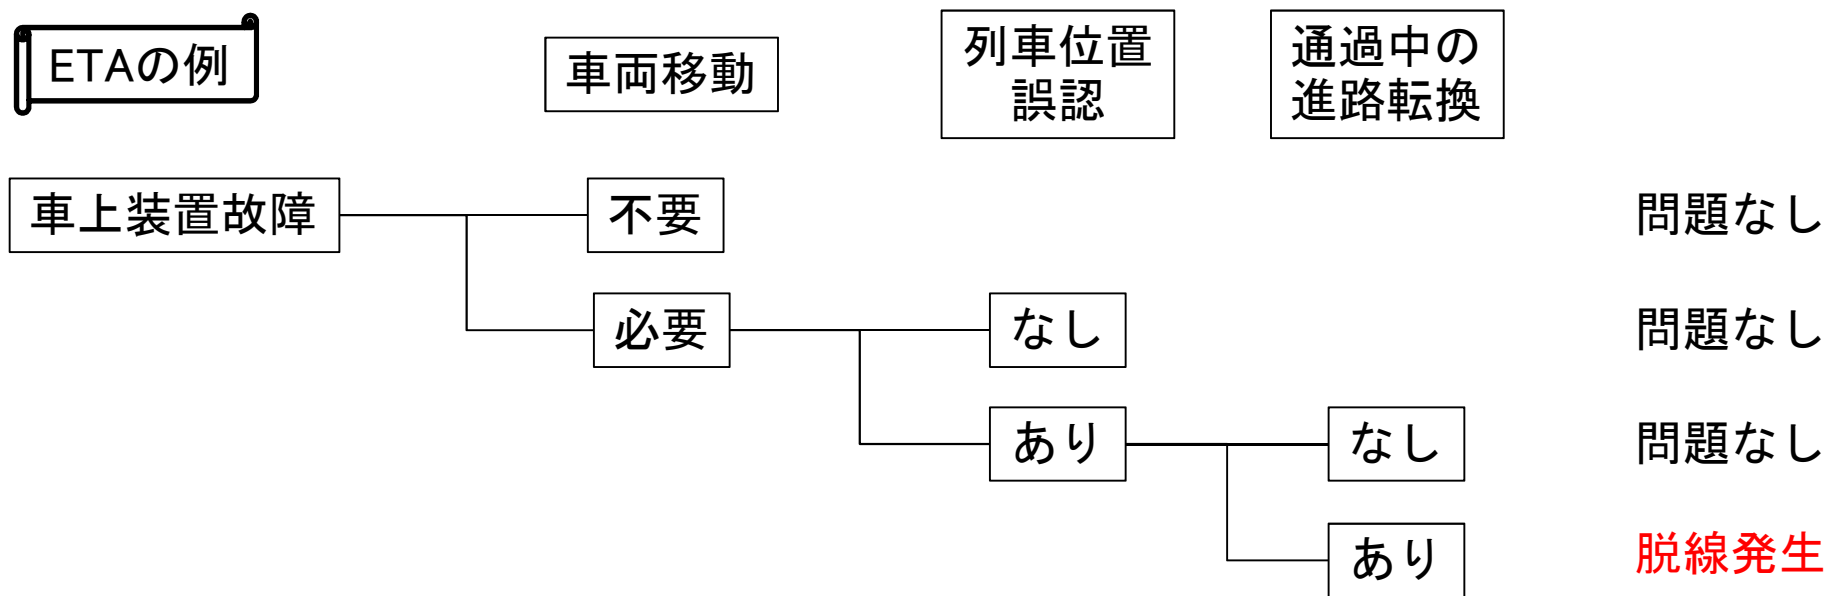 ETAの例
車両移動
列車位置
誤認
通過中の
進路転換
車上装置故障
不要
問題なし
必要
なし
問題なし
あり
なし
問題なし
あり
脱線発生